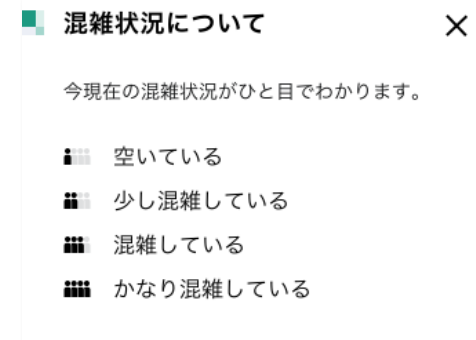 混雑状況について
今現在の混雑状況がひと目でわかります。
空いている
少し混雑している
混雑している
かなり混雑している